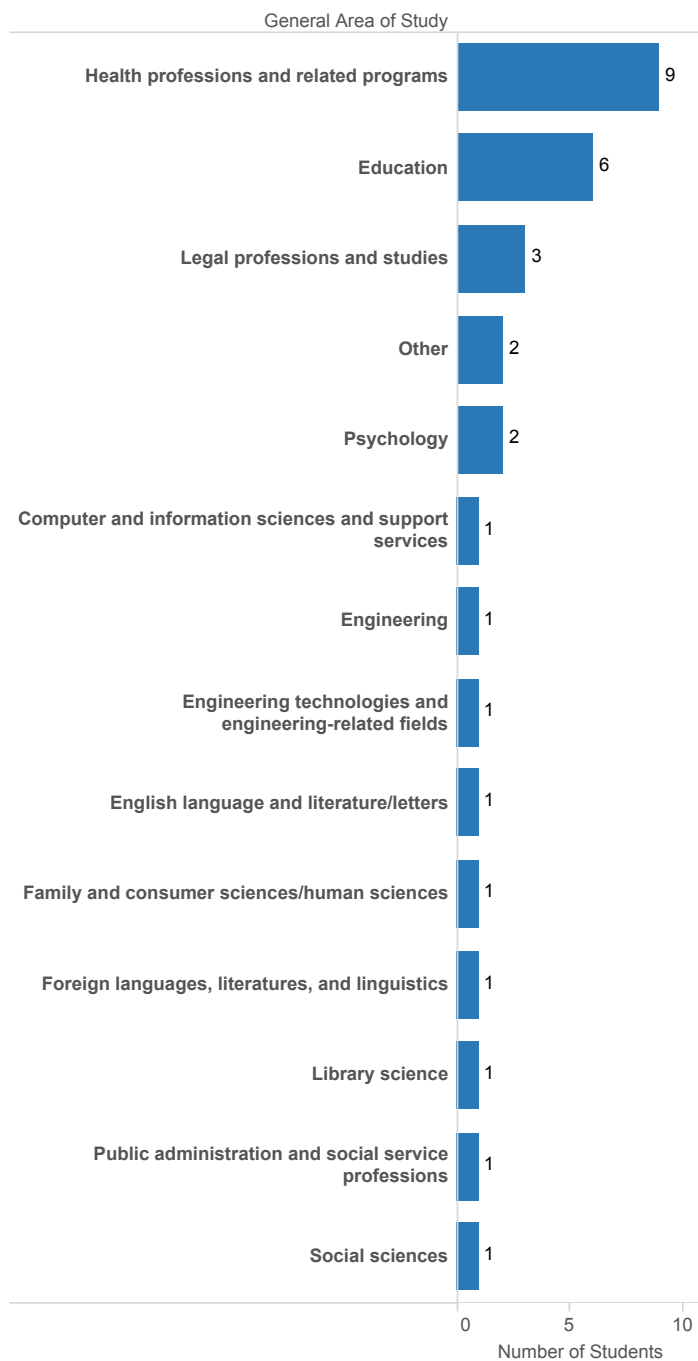 General Area of Study
Health professions and related programs
9
Education
6
Legal professions and studies
3
Other
2
Psychology
2
Computer and information sciences and support
services
1
Engineering
1
Engineering technologies and
engineering-related fields
1
English language and literature/letters
1
Family and consumer sciences/human sciences
1
Foreign languages, literatures, and linguistics
1
Library science
1
Public administration and social service
professions
1
Social sciences
1
0 5 10
Number of Students